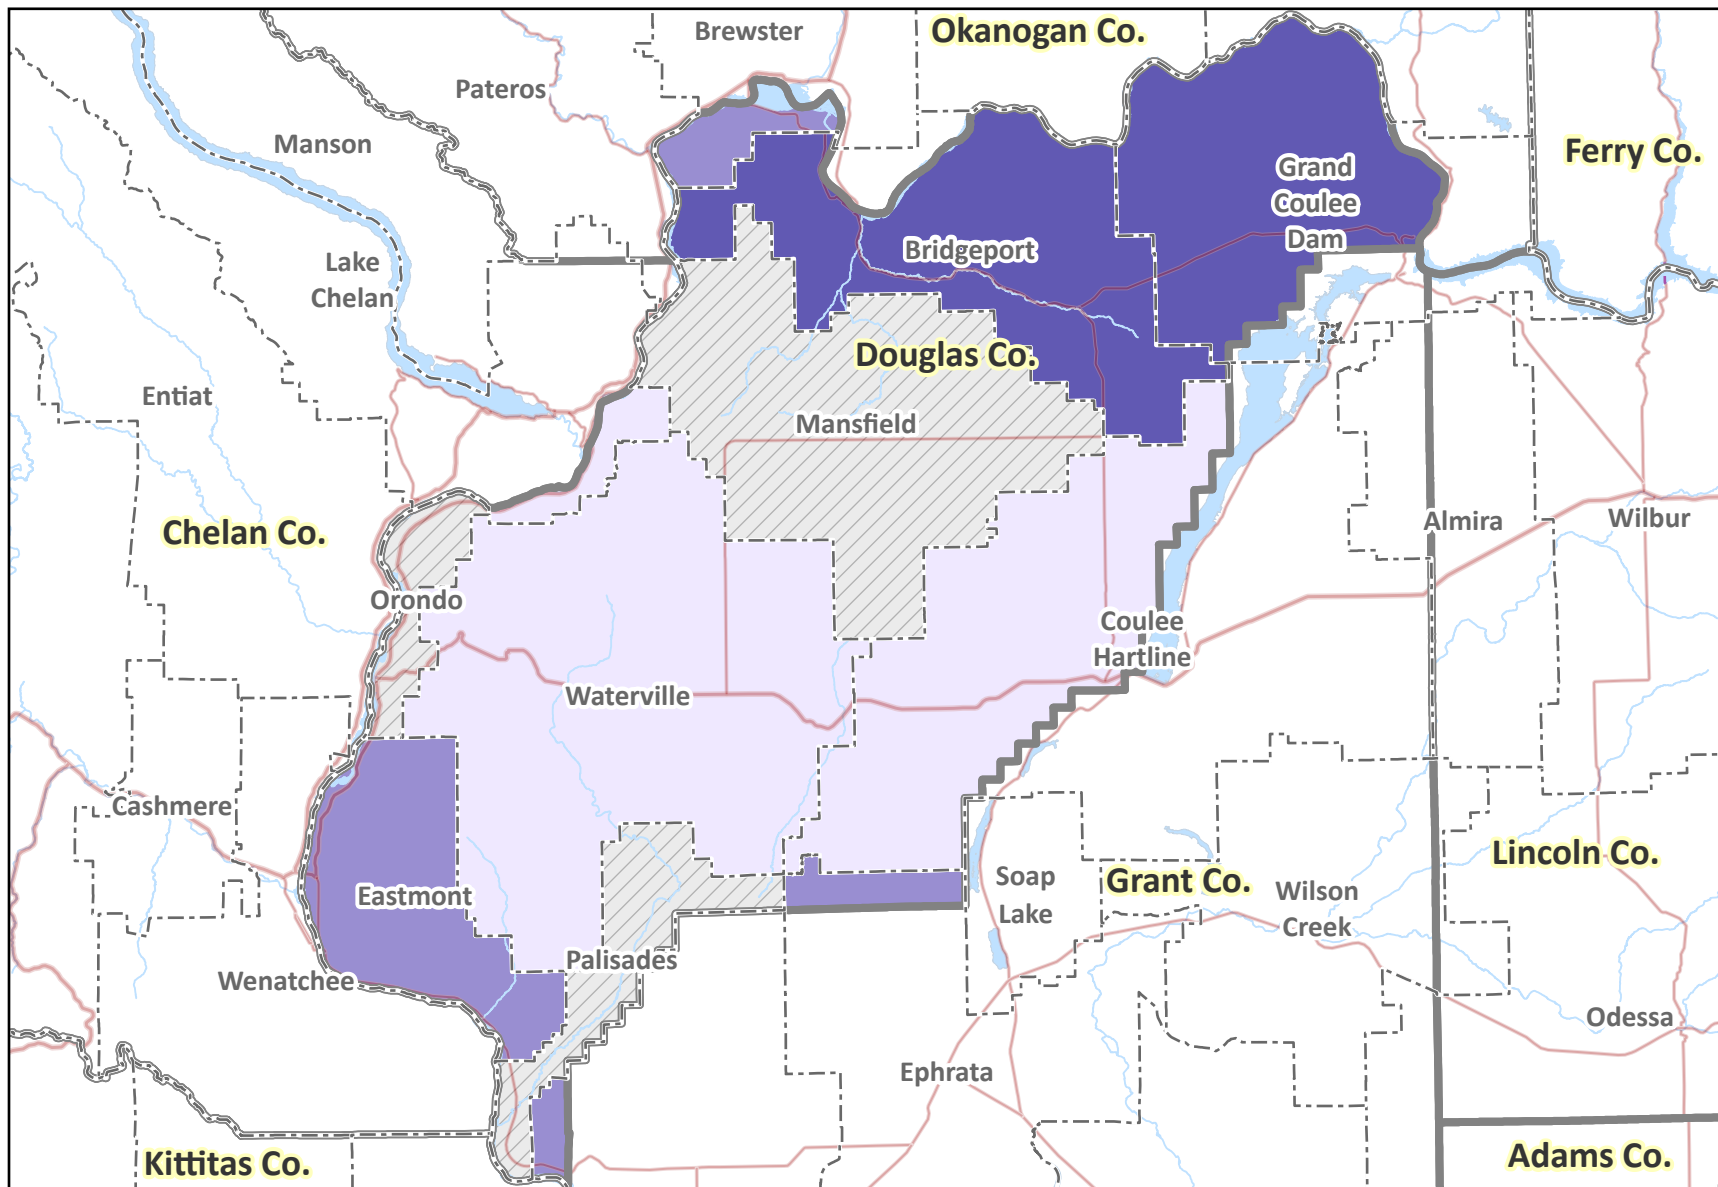 Okanogan Co.
Brewster
Pateros
Manson
Ferry Co.
Grand
Coulee
Dam
Bridgeport
Lake
Chelan
Douglas Co.
Entiat
Mansfield
Chelan Co.
Almira
Wilbur
Orondo
Coulee
Hartline
Waterville
Cashmere
Lincoln Co.
Eastmont
Soap
Lake
Grant Co.
Wilson
Creek
Palisades
Wenatchee
Odessa
Ephrata
Kittitas Co.
Adams Co.